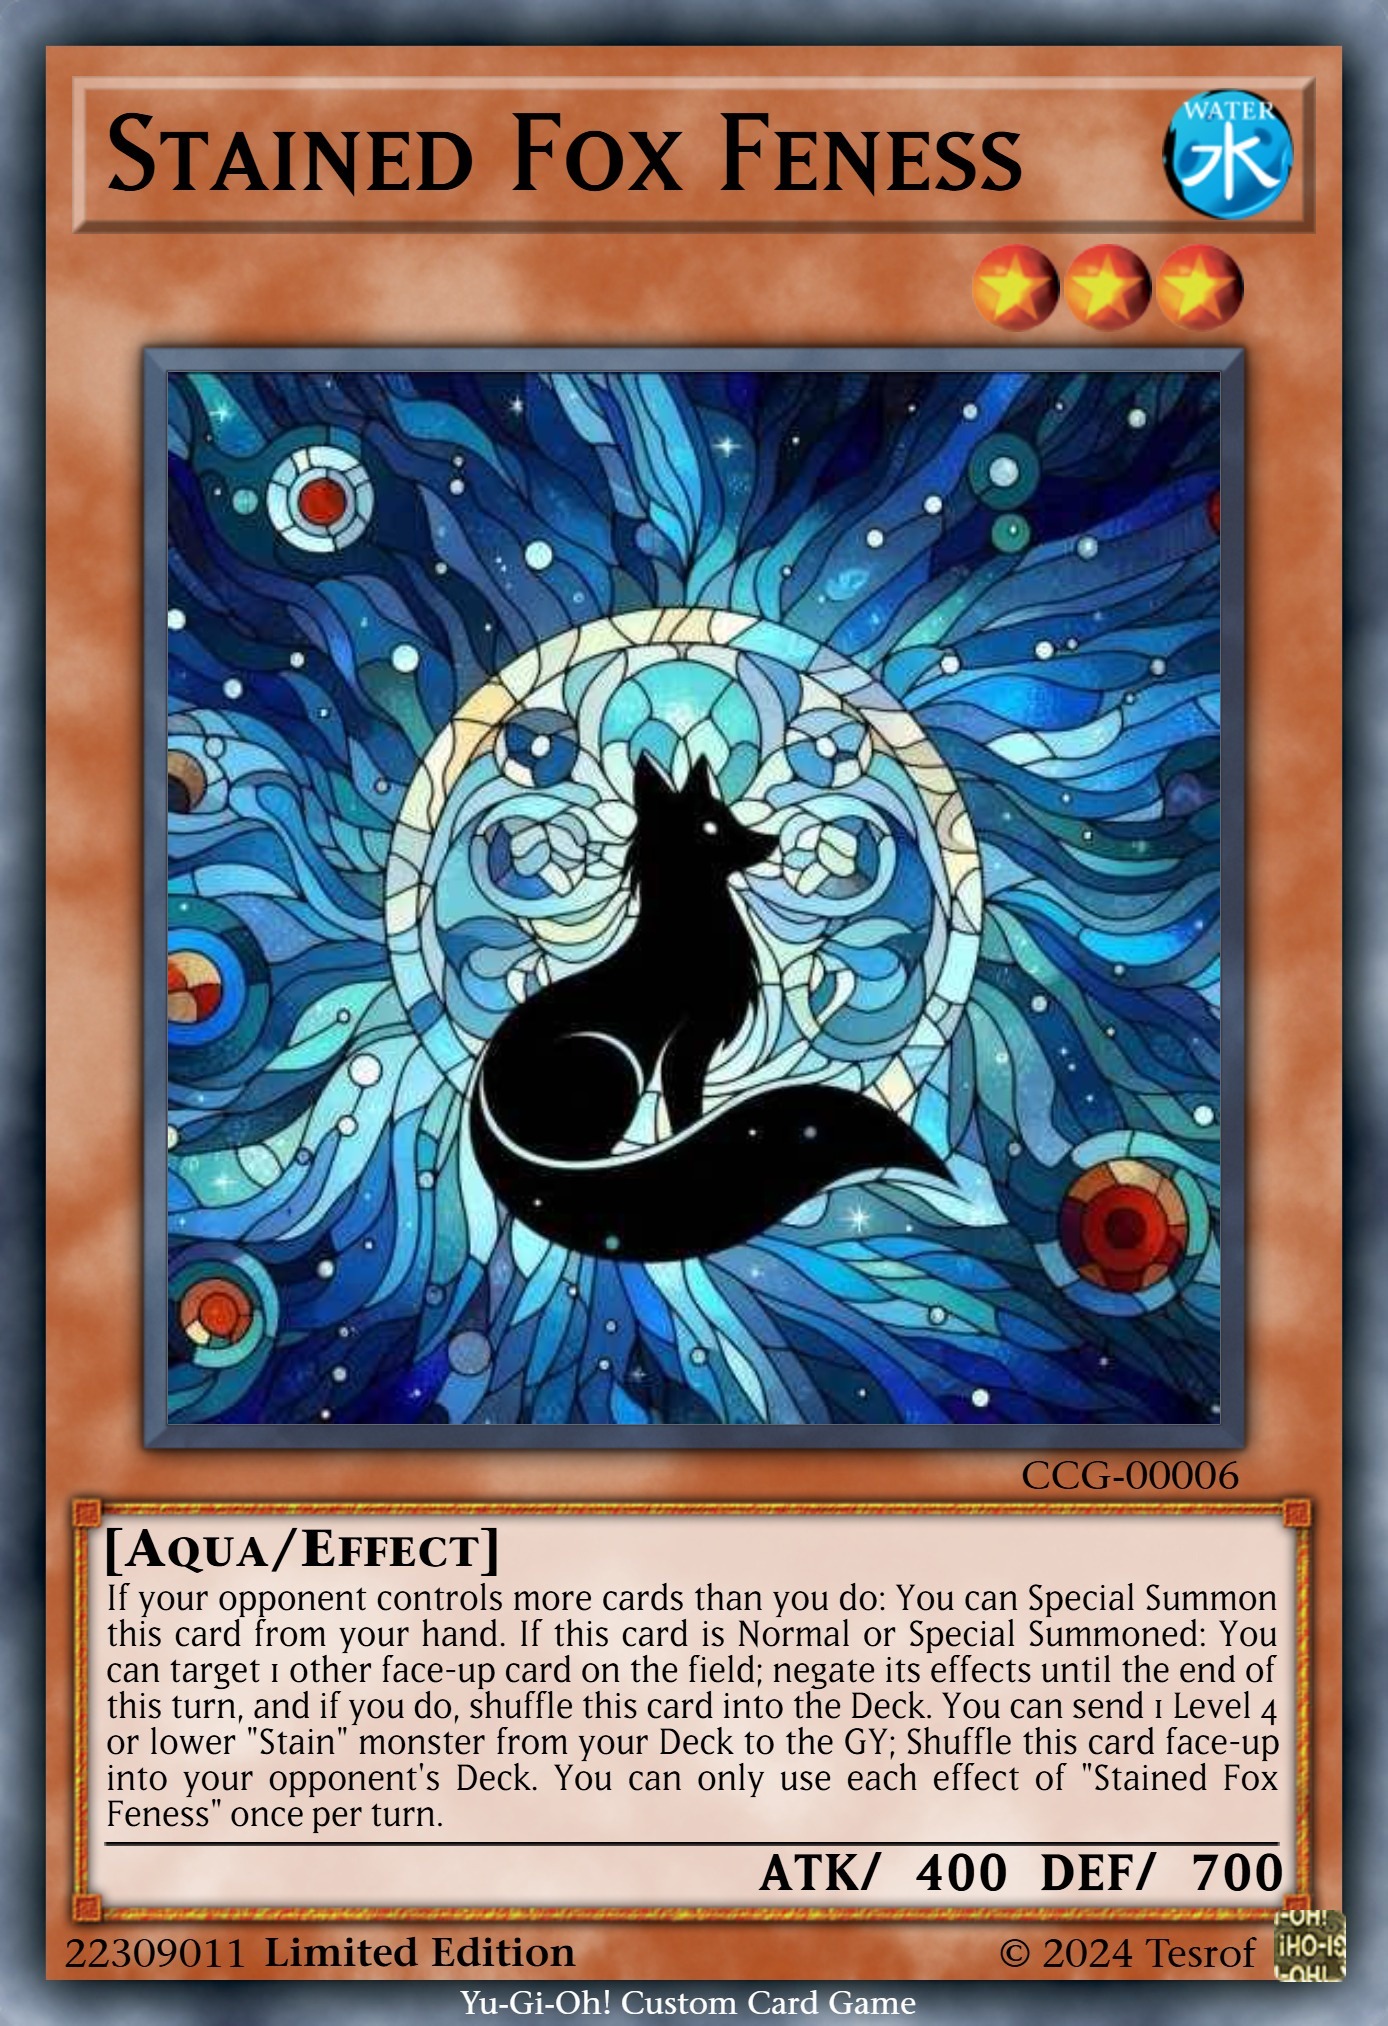 Stained Fox Feness
WATER
水
CCG-00006
[Aqua/Effect]
If your opponent controls more cards than you do: You can Special Summon
this card from your hand. If this card is Normal or Special Summoned: You
can target 1 other face-up card on the field; negate its effects until the end of
this turn, and if you do, shuffle this card into the Deck. You can send 1 Level 4
or lower "Stain" monster from your Deck to the GY; Shuffle this card face-up
into your opponent's Deck. You can only use each effect of "Stained Fox
Feness" once per turn.
ATK/ 400 DEF/ 700
22309011 Limited Edition © 2024 Tesrof
Yu-Gi-Oh! Custom Card Game